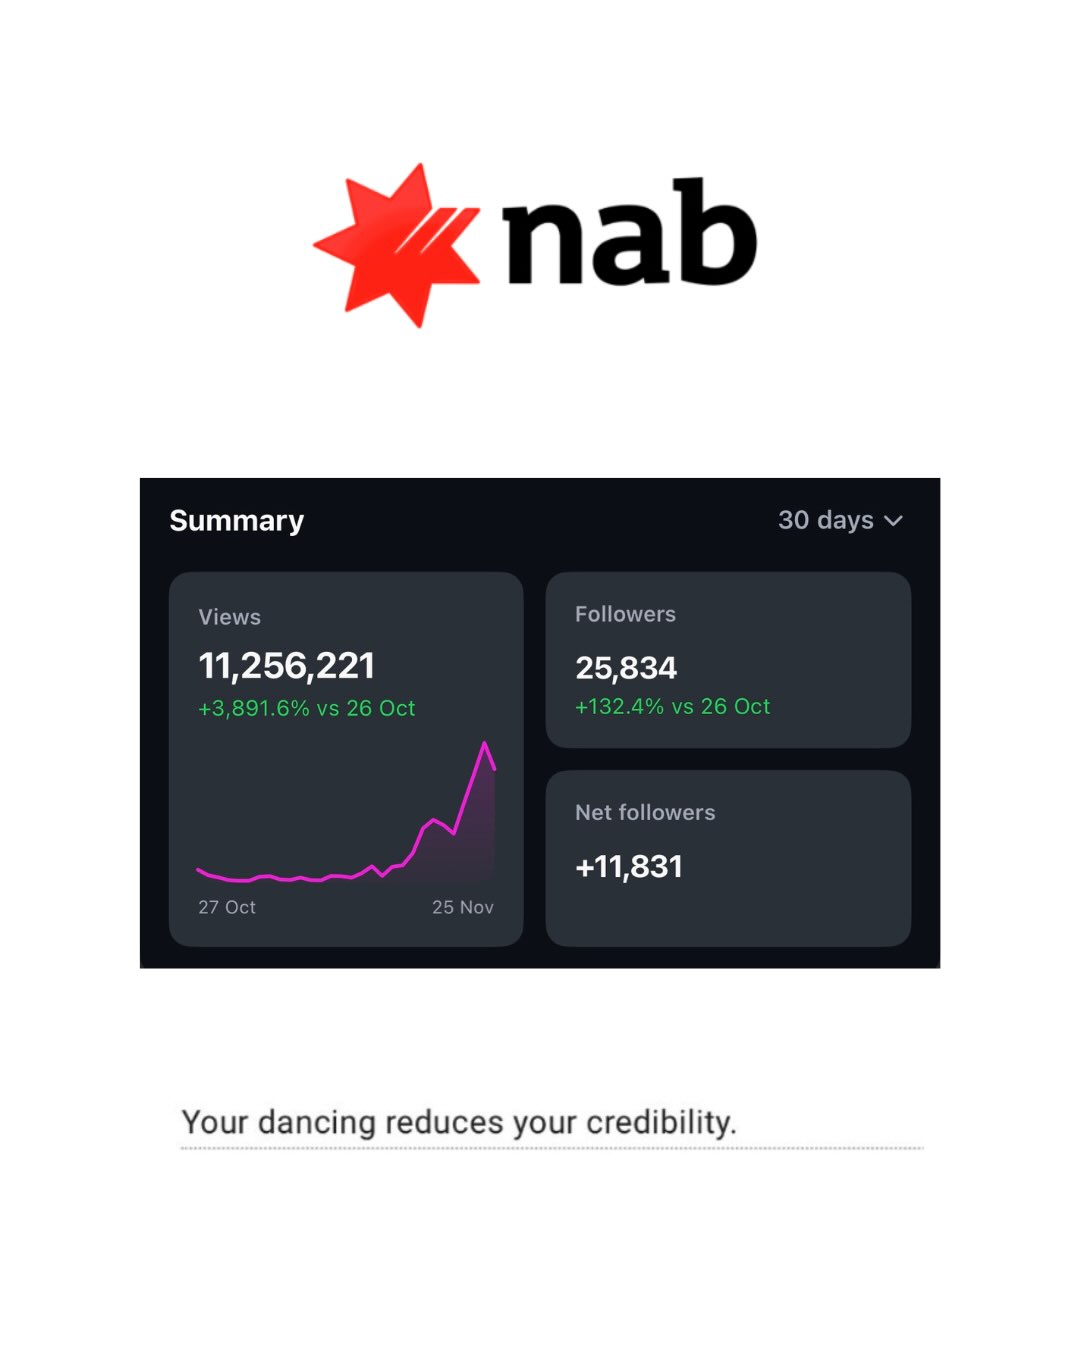 nab
Summary
30 days
Views
11,256,221
+3,891.6% vs 26 Oct
27 Oct
25 Nov
Followers
25,834
+132.4% vs 26 Oct
Net followers
+11,831
Your dancing reduces your credibility.